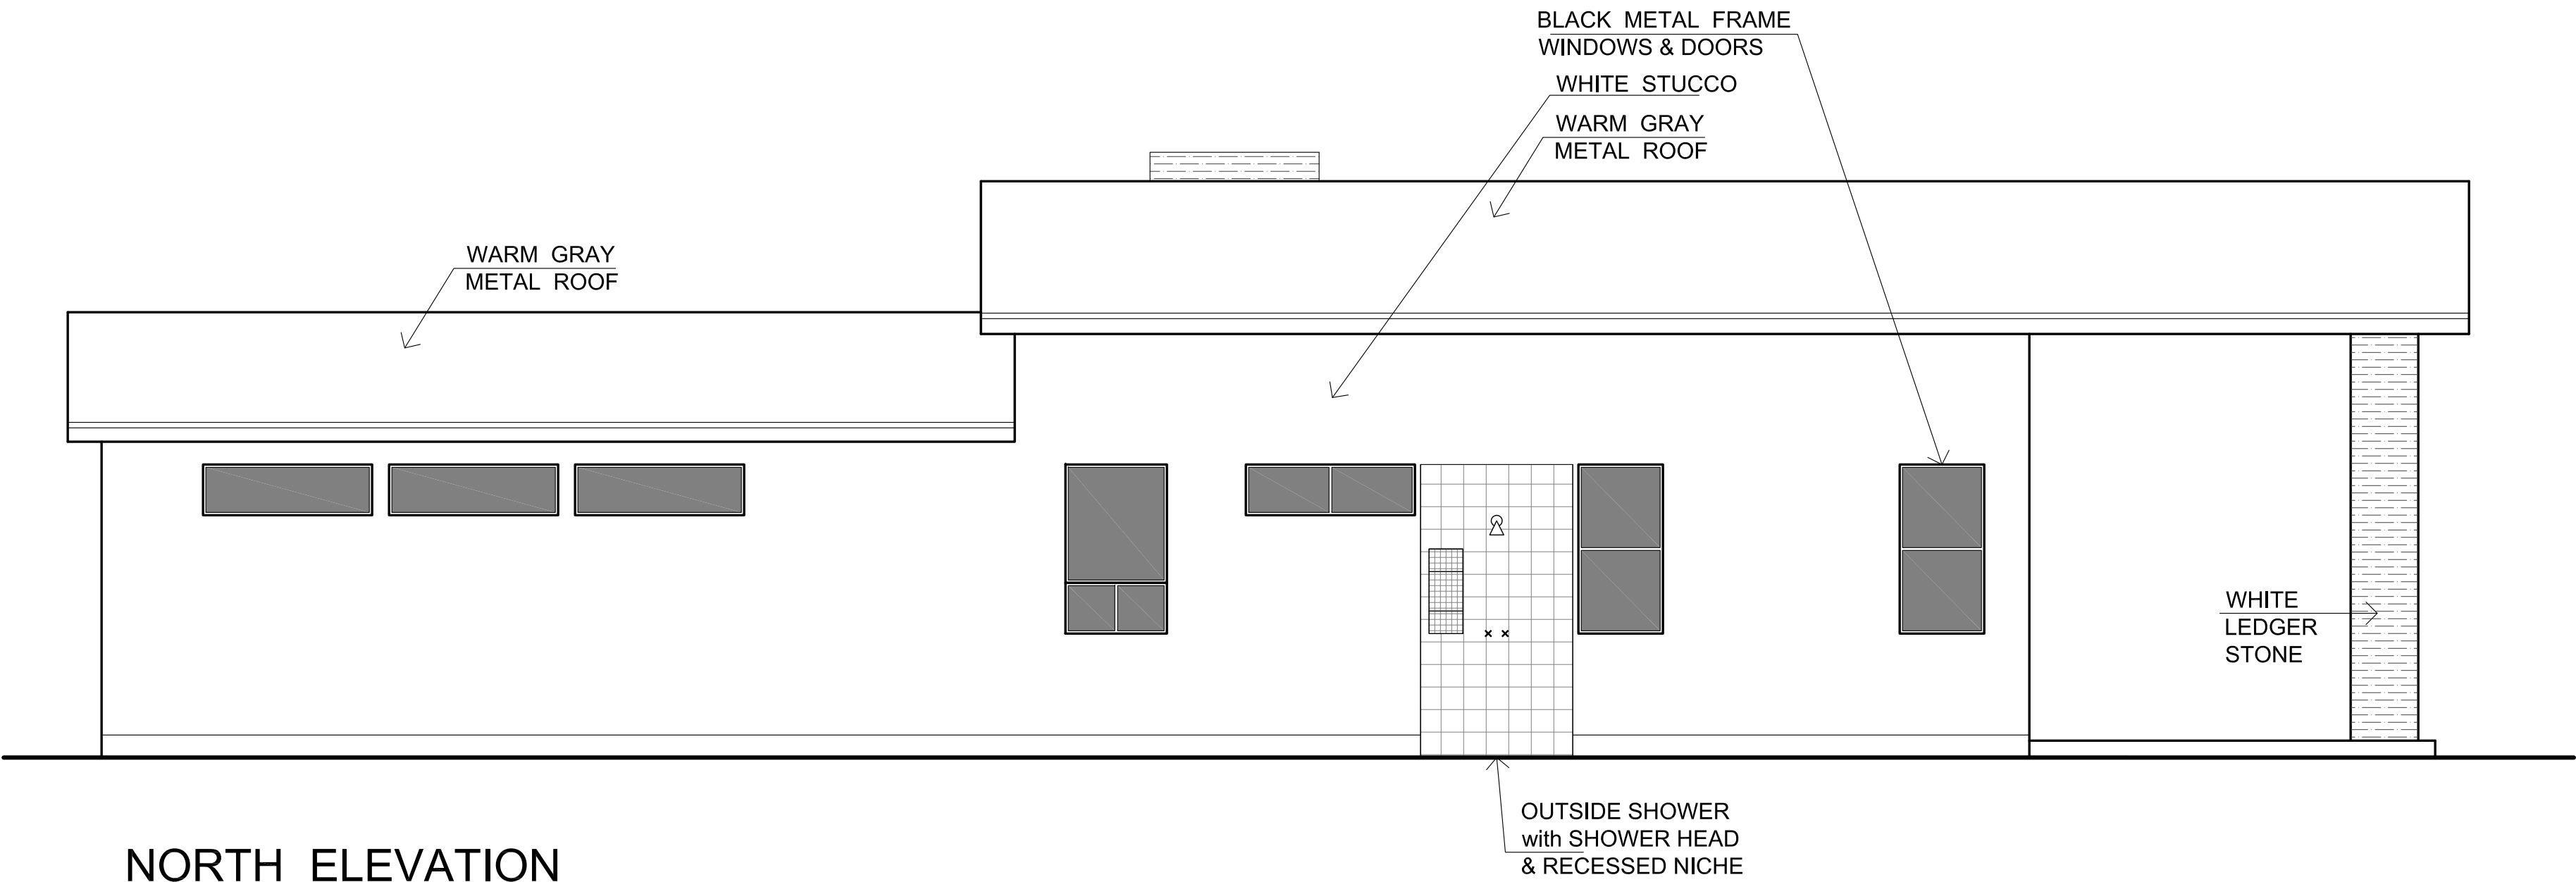 BLACK METAL FRAME
WINDOWS & DOORS
WHITE STUCCO
WARM GRAY
METAL ROOF
WARM GRAY
METAL ROOF
WHITE
LEDGER
STONE
OUTSIDE SHOWER
with SHOWER HEAD
& RECESSED NICHE
NORTH ELEVATION